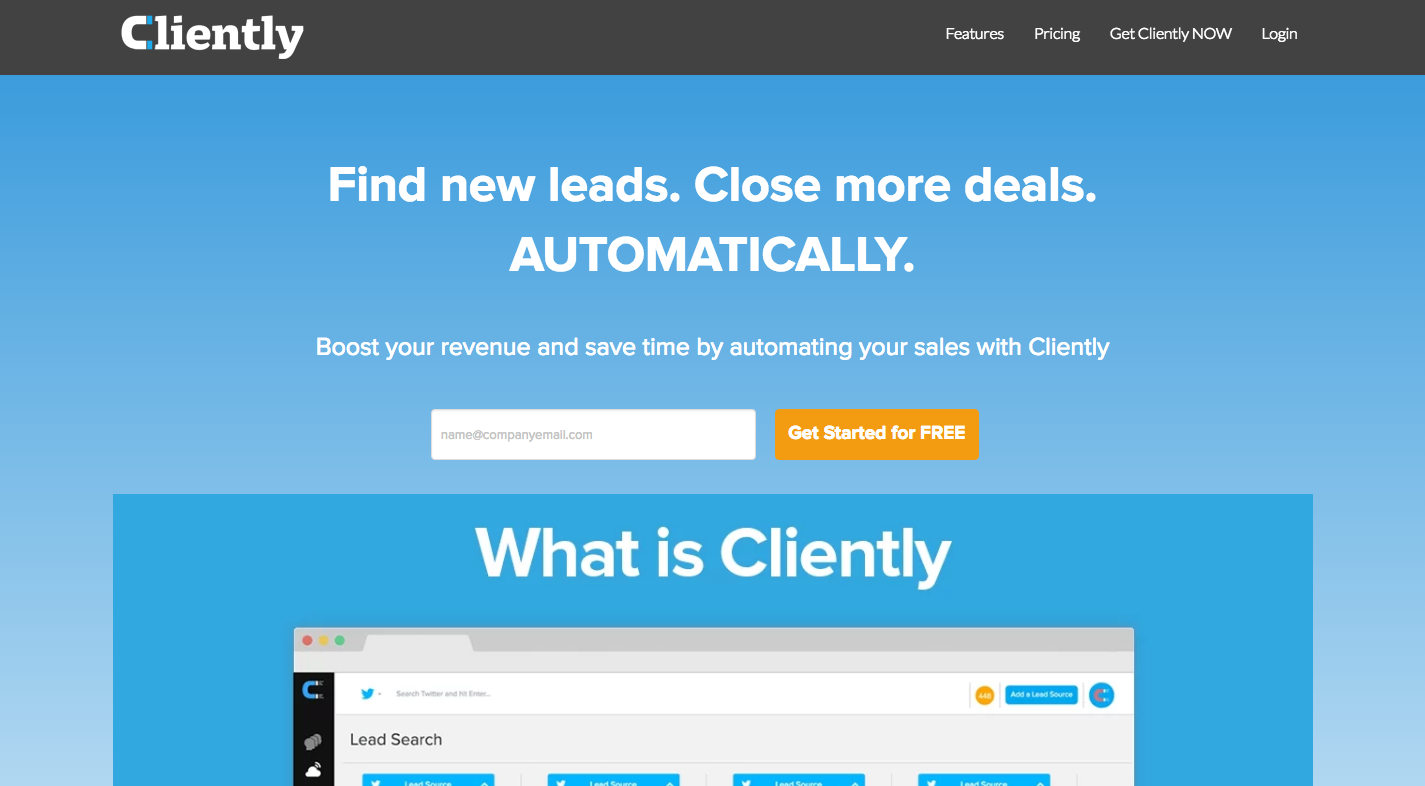 Cliently
Features Pricing Get Cliently NOW Login
Find new leads. Close more deals.
AUTOMATICALLY.
Boost your revenue and save time by automating your sales with Cliently
name@companyemail.com Get Started for FREE
What is Cliently
Search Twitter and hit Enter... 448 Add a Lead Source
Lead Search
Lead Source Lead Source Lead Source Lead Source